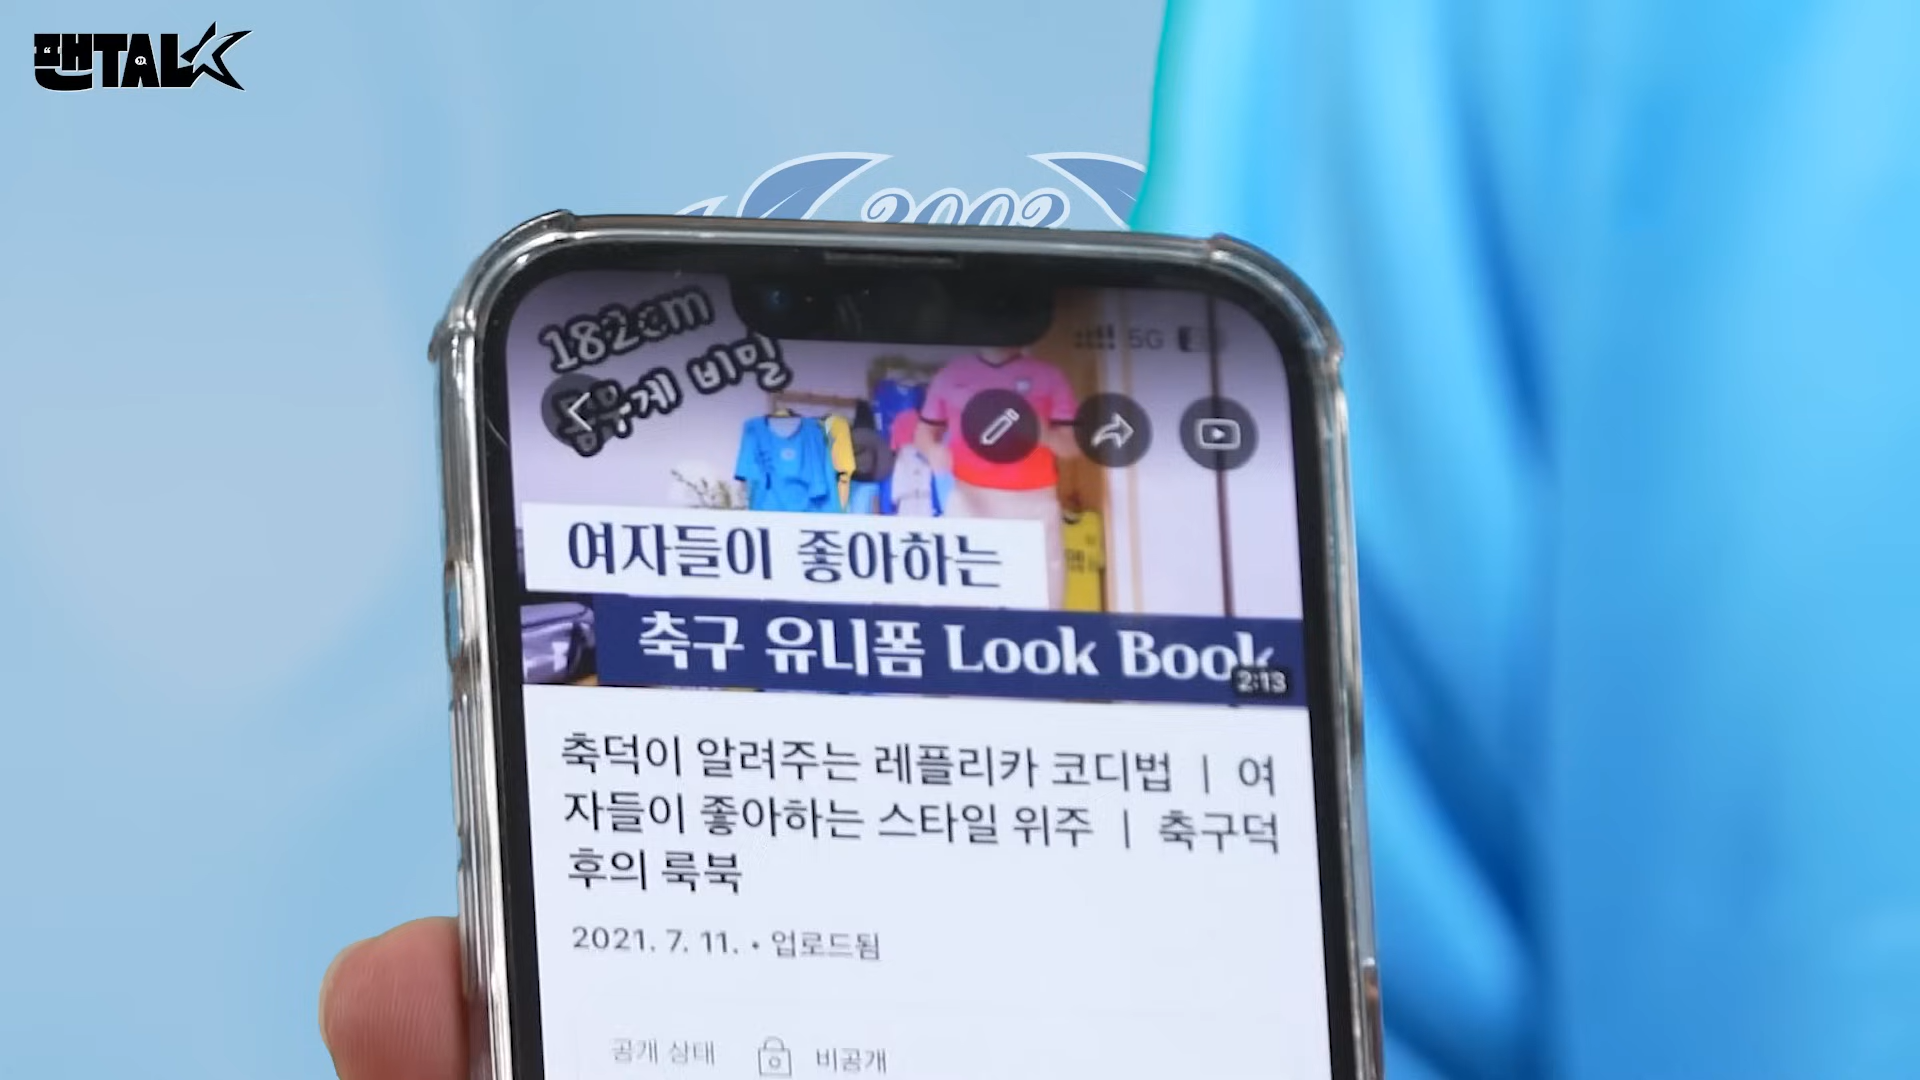 팬TALK
2002
182cm
몸무게 비밀
5G
여자들이 좋아하는
축구 유니폼 Look Book
2:13
축덕이 알려주는 레플리카 코디법 ㅣ 여
자들이 좋아하는 스타일 위주 ㅣ 축구덕
후의 룩북
2021. 7. 11. • 업로드됨
공개 상태 비공개